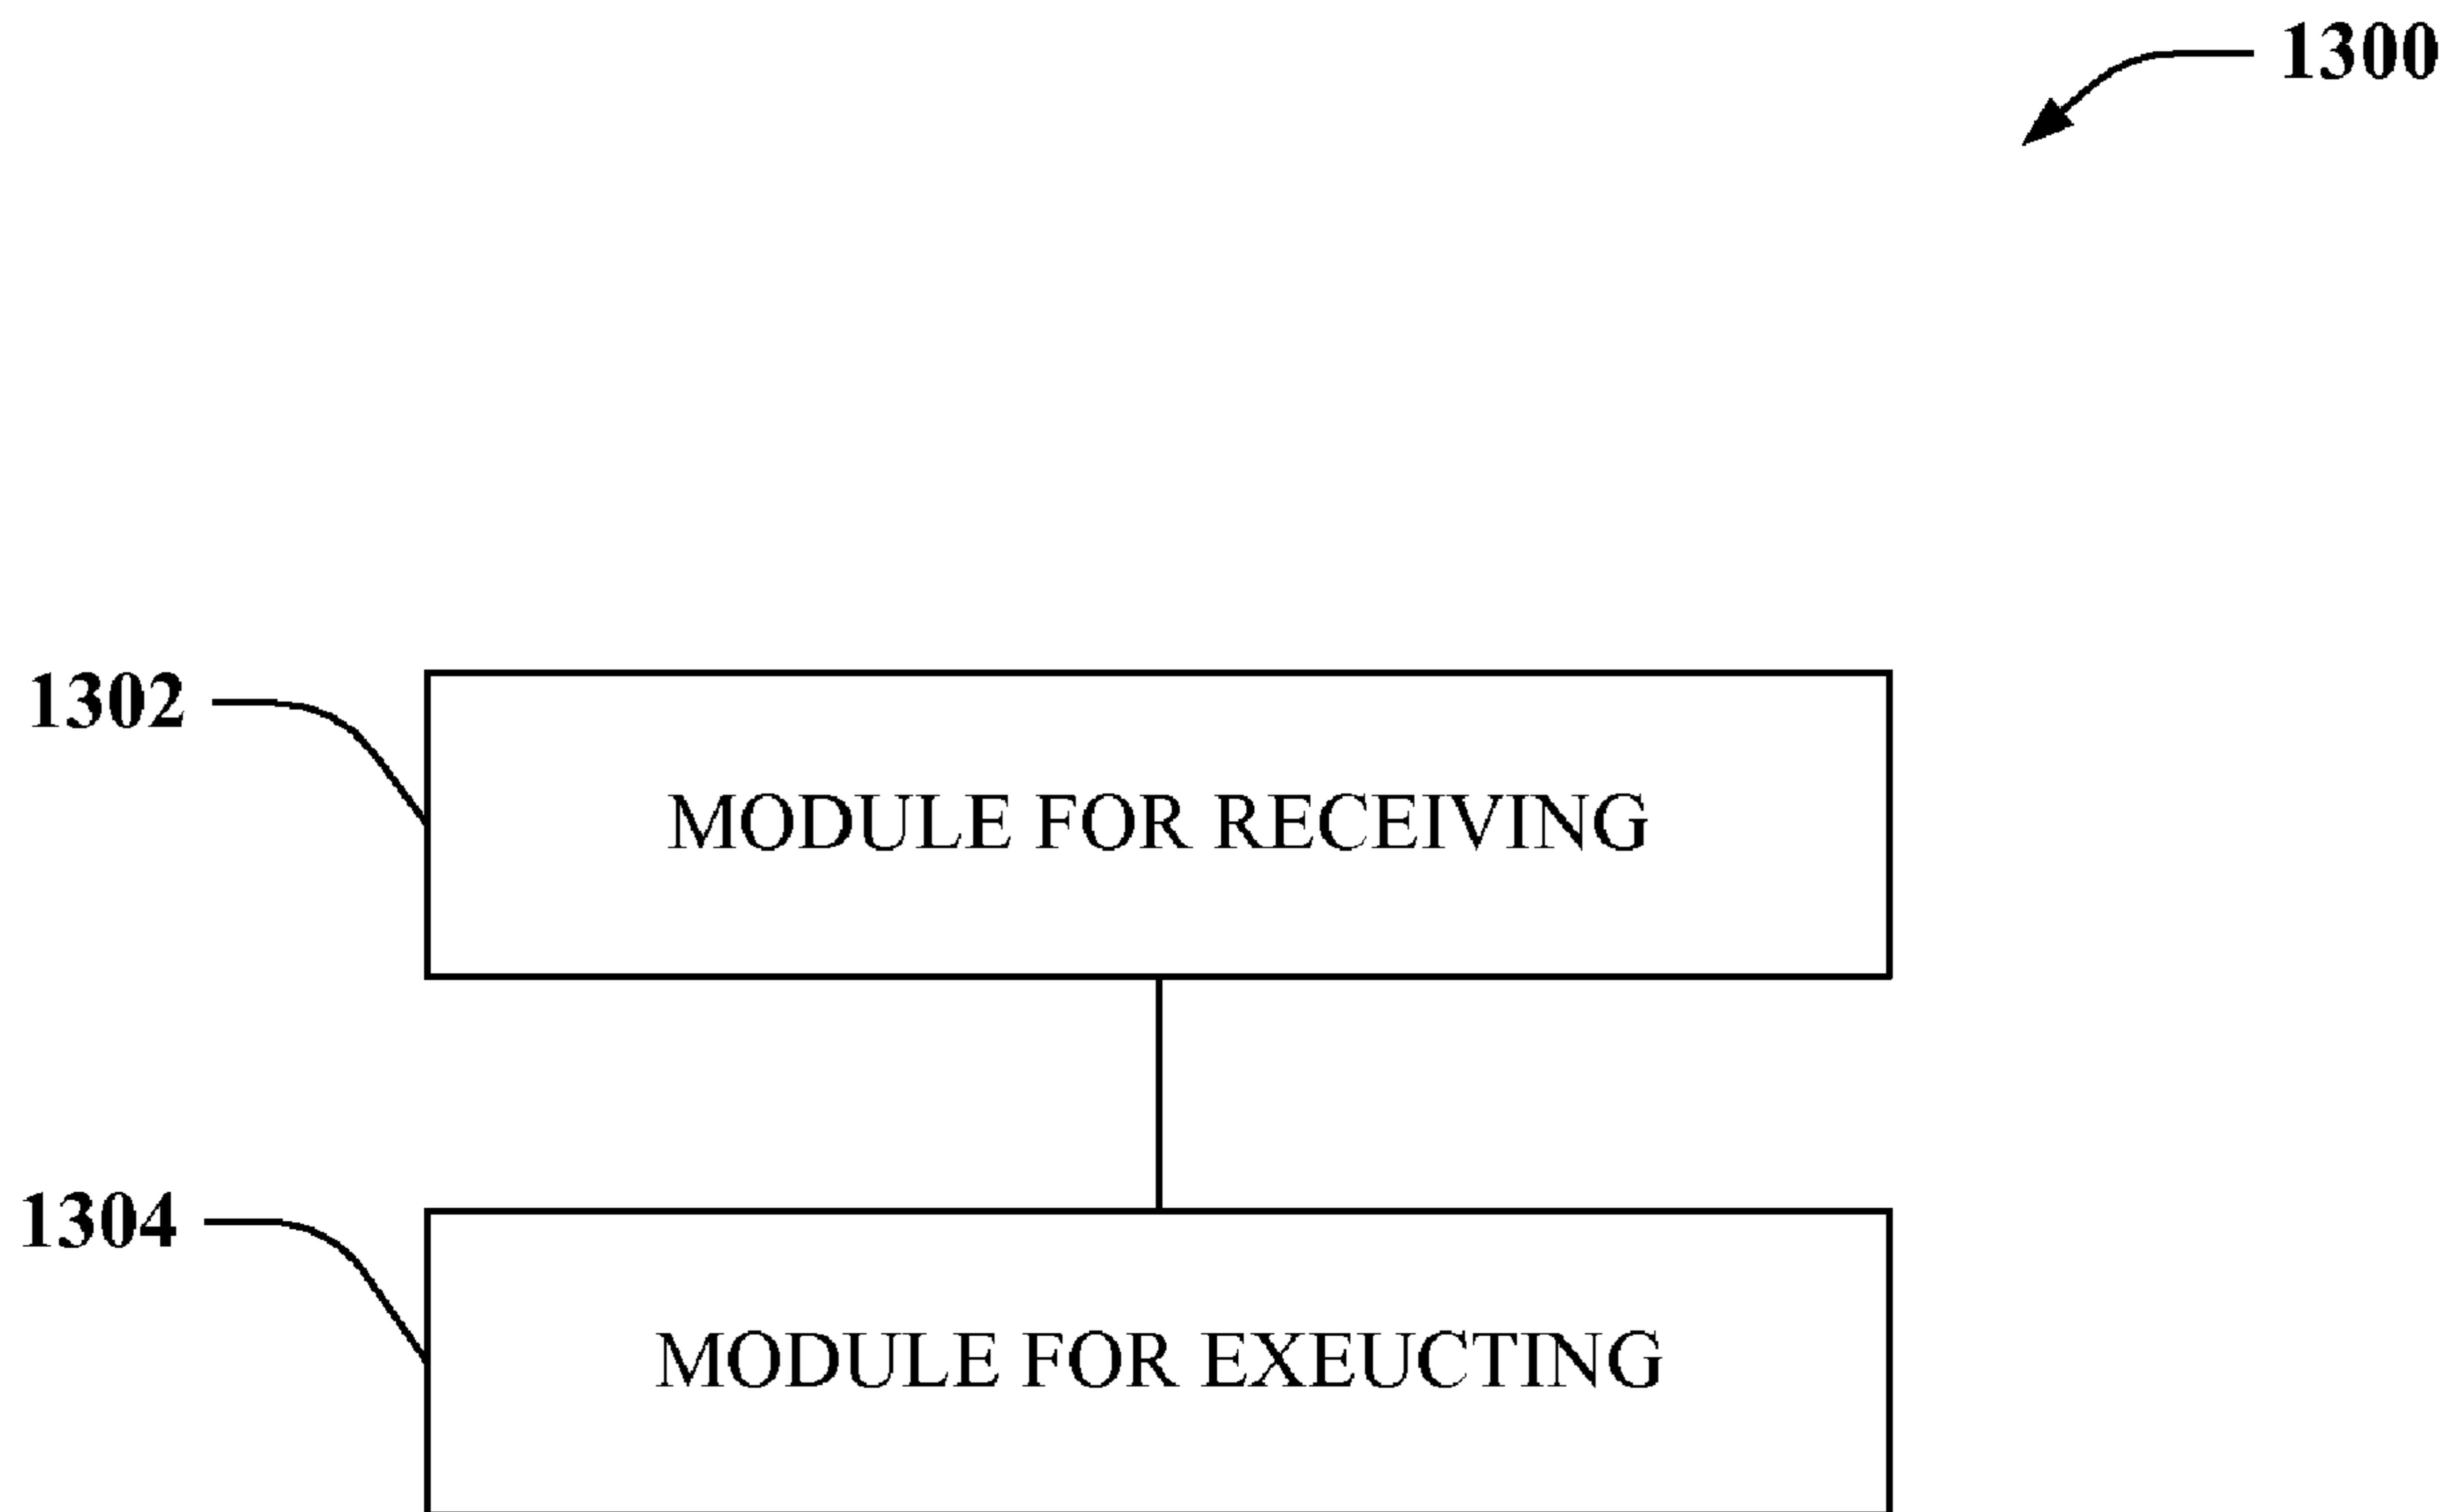 1300
1302
MODULE FOR RECEIVING
1304
MODULE FOR EXEUCTING